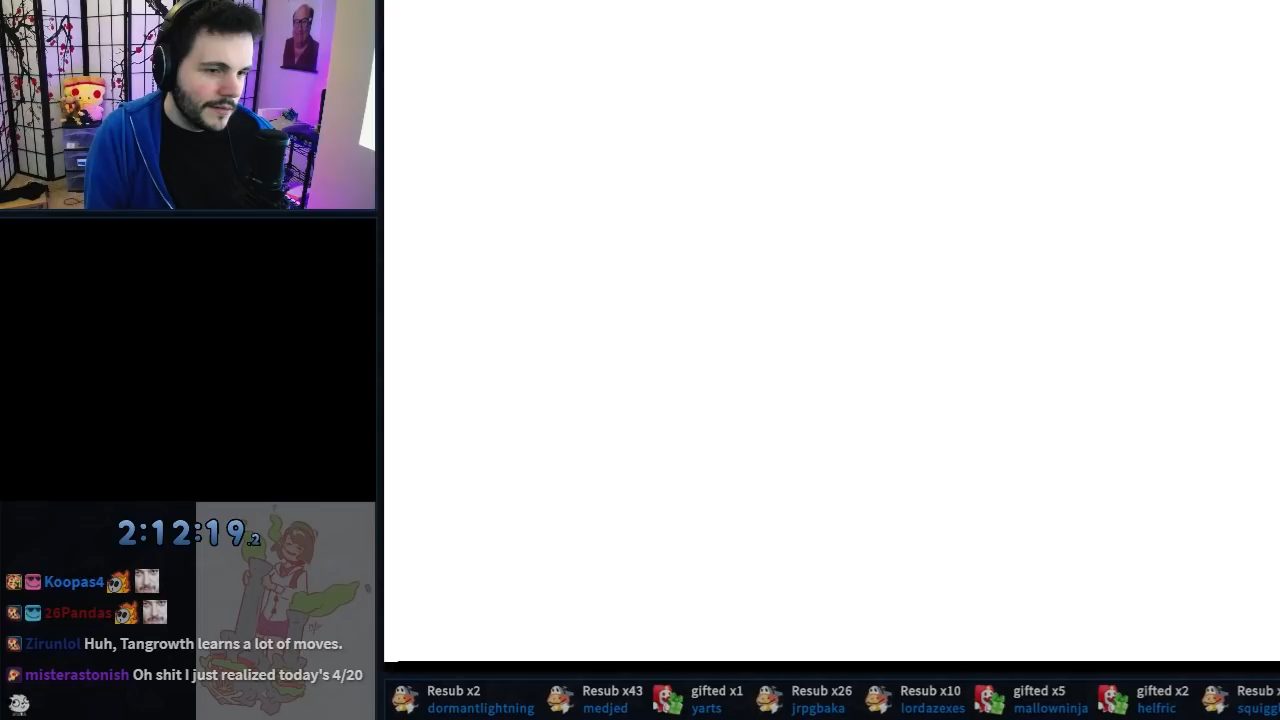 2:12:19.2
Koopas4
26Pandas
Zirunlol Huh, Tangrowth learns a lot of moves.
misterastonish Oh shit I just realized today's 4/20
Resub x2
dormantlightning
Resub x43
medjed
gifted x1
yarts
Resub x26
jrpgbaka
Resub x10
lordazexes
gifted x5
mallowninja
gifted x2
helfric
Resub
squigg